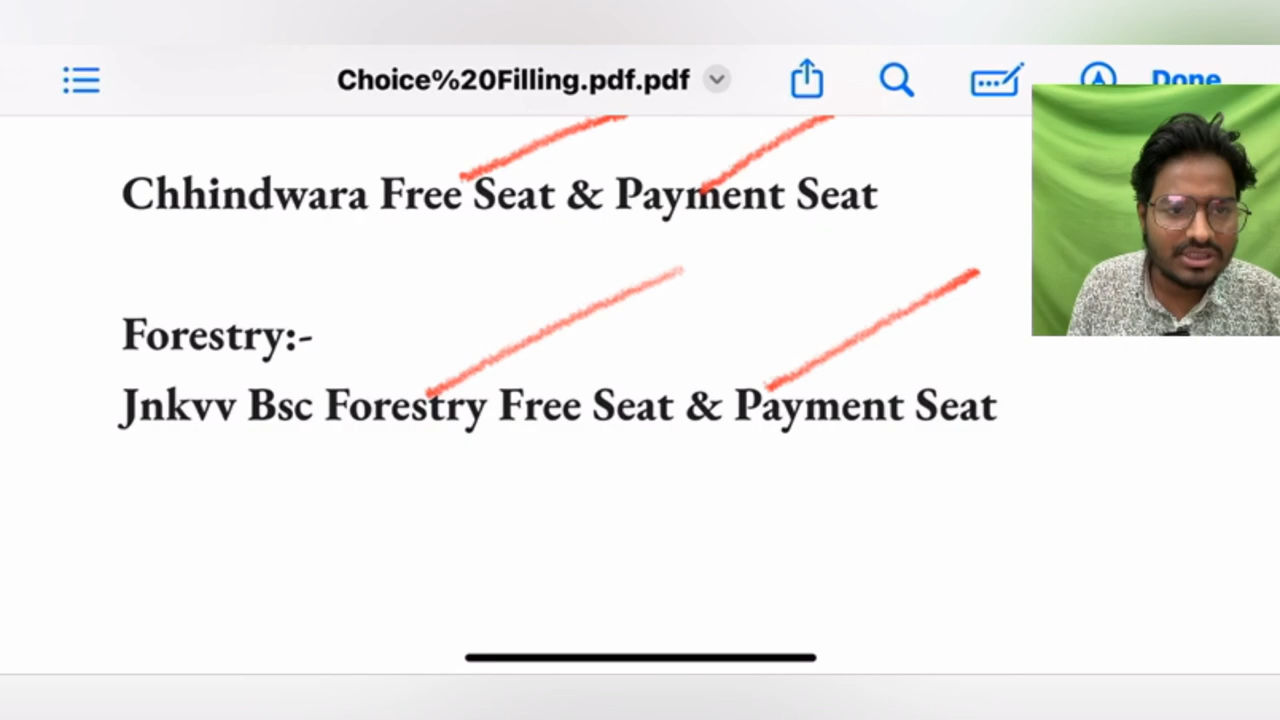 Choice%20Filling.pdf.pdf
Done
Chhindwara Free Seat & Payment Seat
Forestry:-
Jnkvv Bsc Forestry Free Seat & Payment Seat